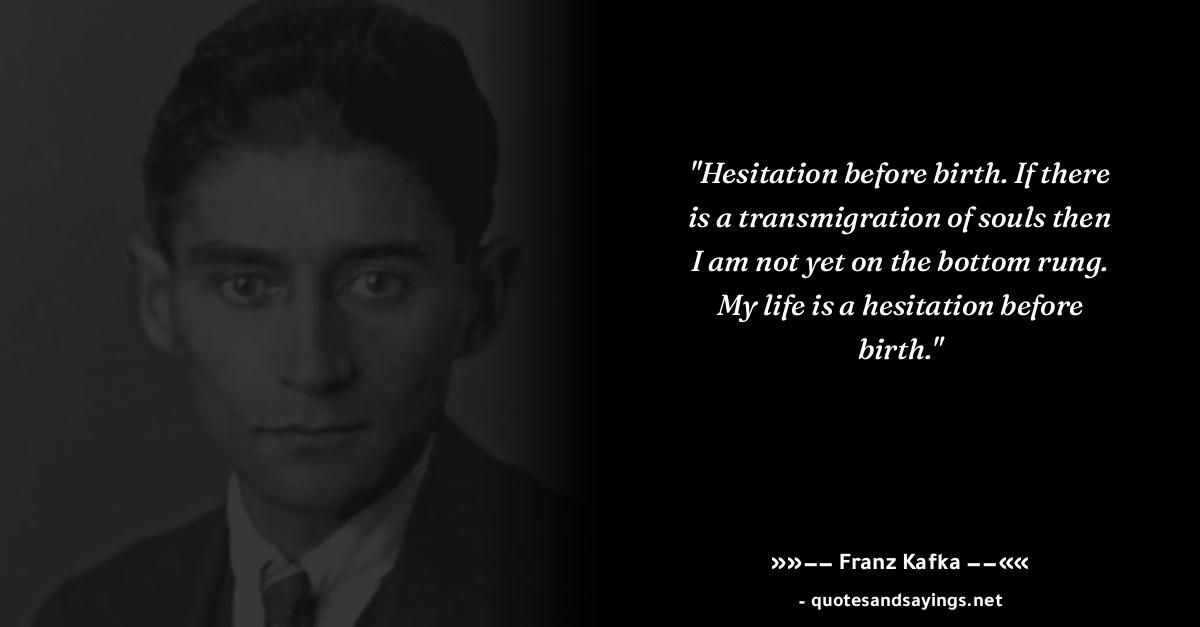 "Hesitation before birth. If there
is a transmigration of souls then
I am not yet on the bottom rung.
My life is a hesitation before
birth."
»»–– Franz Kafka ––««
- quotesandsayings.net